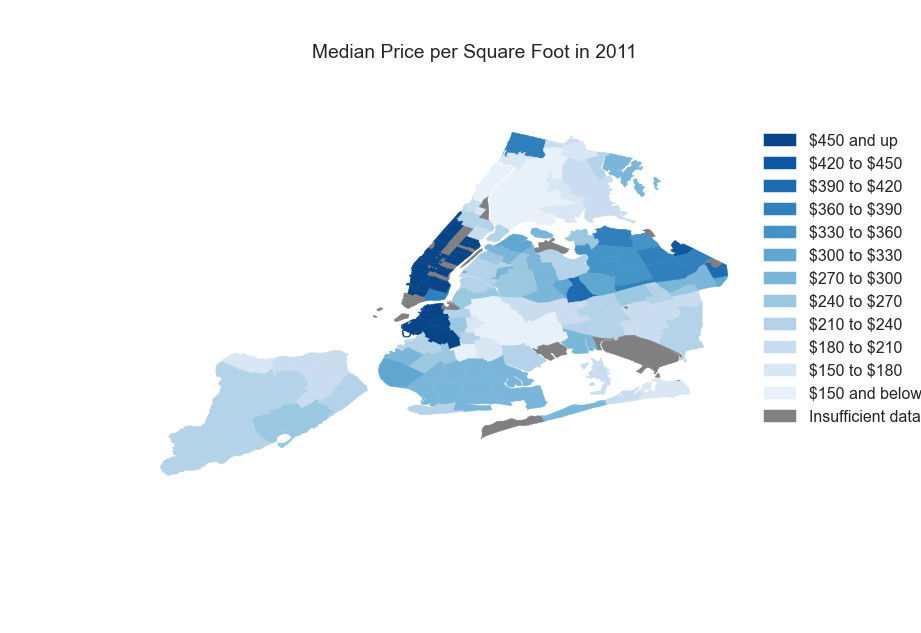 Median Price per Square Foot in 2011
$450 and up
$420 to $450
$390 to $420
$360 to $390
$330 to $360
$300 to $330
$270 to $300
$240 to $270
$210 to $240
$180 to $210
$150 to $180
$150 and below
Insufficient data